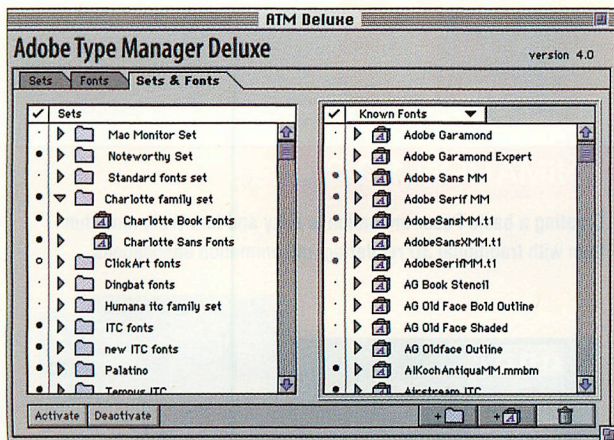 ATM Deluxe
Adobe Type Manager Deluxe
version 4.0
Sets Fonts Sets & Fonts
Sets
Mac Monitor Set
Noteworthy Set
Standard fonts set
Charlotte family set
Charlotte Book Fonts
Charlotte Sans Fonts
ClickArt fonts
Dingbat fonts
Humana itc family set
ITC fonts
new ITC fonts
Palatino
Tempus ITC
Known Fonts
Adobe Garamond
Adobe Garamond Expert
Adobe Sans MM
Adobe Serif MM
AdobeSansMM.t1
AdobeSansXMM.t1
AdobeSerifMM.t1
AG Book Stencil
AG Old Face Bold Outline
AG Old Face Shaded
AG Oldface Outline
AlKochAntiquaMM.mmbm
Airstream ITC
Activate Deactivate